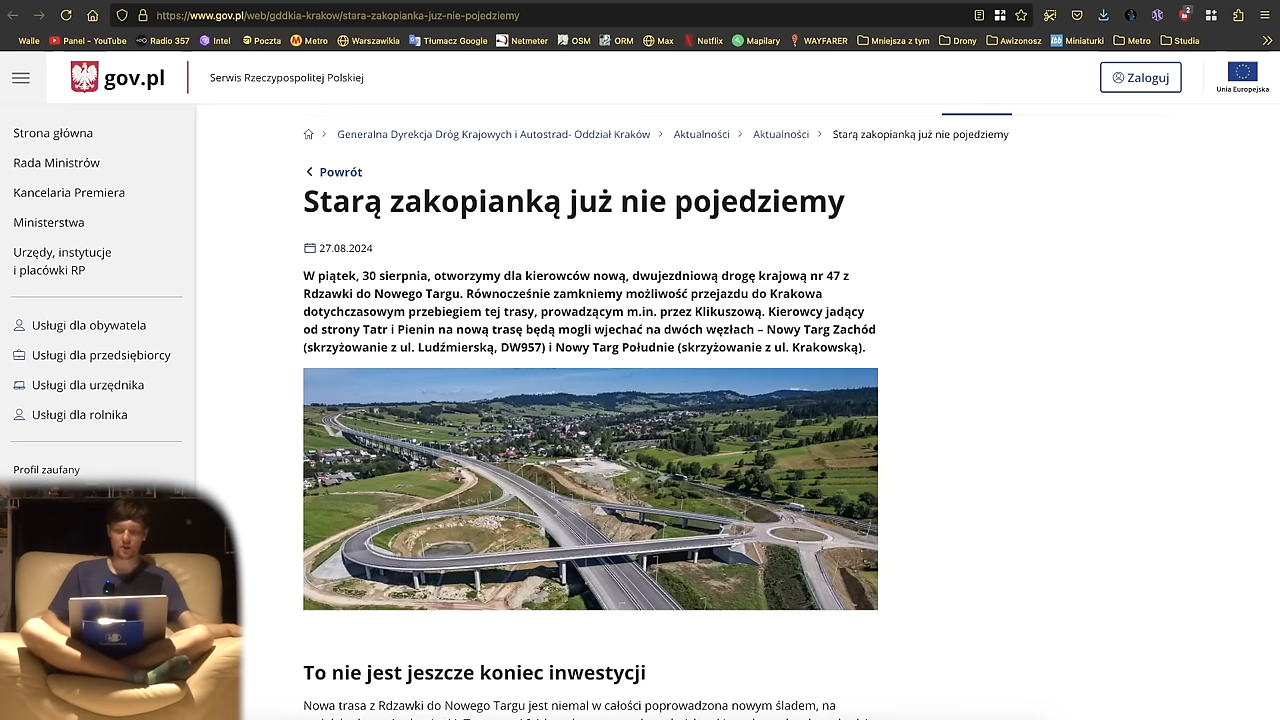 https://www.gov.pl/web/gddkia-krakow/stara-zakopianka-juz-nie-pojedziemy
2
Walle Panel - YouTube Radio 357 Intel Poczta Metro Warszawikia Tłumacz Google Netmeter OSM ORM Max Netflix Mapilary WAYFARER Mniejsza z tym Drony Awizonosz Miniaturki Metro Studia
gov.pl
Serwis Rzeczypospolitej Polskiej
Zaloguj
Unia Europejska
Strona główna
Rada Ministrów
Kancelaria Premiera
Ministerstwa
Urzędy, instytucje
i placówki RP
Usługi dla obywatela
Usługi dla przedsiębiorcy
Usługi dla urzędnika
Usługi dla rolnika
Profil zaufany
Generalna Dyrekcja Dróg Krajowych i Autostrad- Oddział Kraków > Aktualności > Aktualności > Starą zakopianką już nie pojedziemy
Powrót
Starą zakopianką już nie pojedziemy
27.08.2024
W piątek, 30 sierpnia, otworzymy dla kierowców nową, dwujezdniową drogę krajową nr 47 z
Rdzawki do Nowego Targu. Równocześnie zamkniemy możliwość przejazdu do Krakowa
dotychczasowym przebiegiem tej trasy, prowadzącym m.in. przez Klikuszową. Kierowcy jadący
od strony Tatr i Pienin na nową trasę będą mogli wjechać na dwóch węzłach – Nowy Targ Zachód
(skrzyżowanie z ul. Ludźmierską, DW957) i Nowy Targ Południe (skrzyżowanie z ul. Krakowską).
To nie jest jeszcze koniec inwestycji
Nowa trasa z Rdzawki do Nowego Targu jest niemal w całości poprowadzona nowym śladem, na